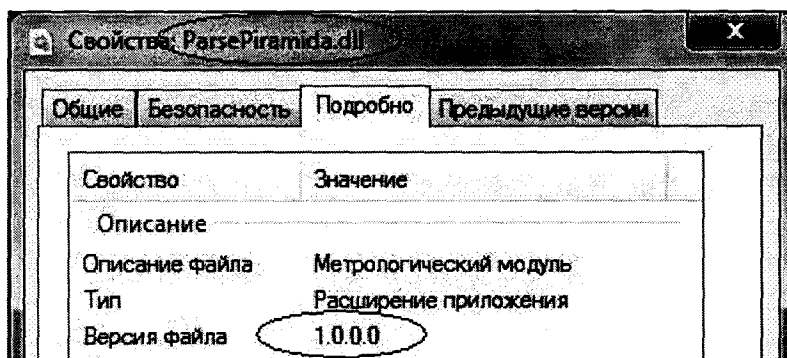 Свойства: ParsePiramida.dll
x
Общие Безопасность Подробно Предыдущие версии
Свойство Значение
Описание
Описание файла Метрологический модуль
Тип Расширение приложения
Версия файла 1.0.0.0